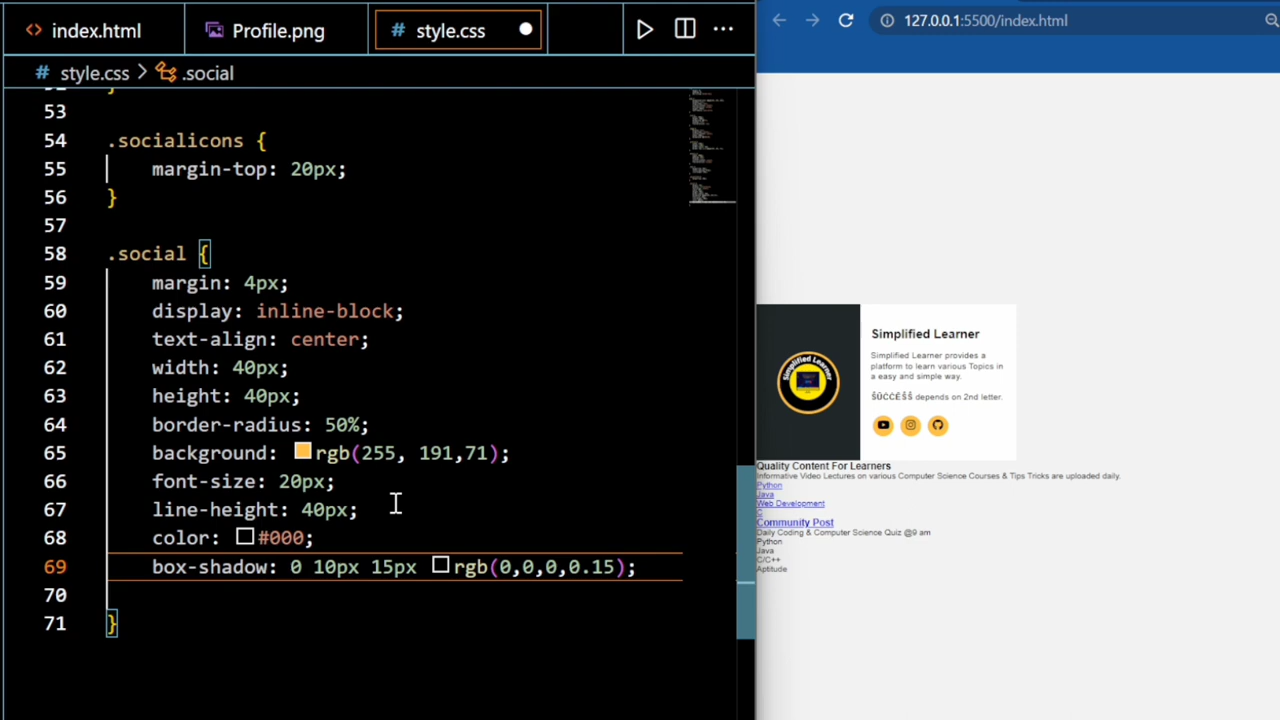 <> index.html
Profile.png
# style.css
# style.css > .social
53
54 .socialicons {
55 margin-top: 20px;
56 }
57
58 .social {
59 margin: 4px;
60 display: inline-block;
61 text-align: center;
62 width: 40px;
63 height: 40px;
64 border-radius: 50%;
65 background: rgb(255, 191,71);
66 font-size: 20px;
67 line-height: 40px;
68 color: #000;
69 box-shadow: 0 10px 15px rgb(0,0,0,0.15);
70
71 }
127.0.0.1:5500/index.html
Simplified Learner
Simplified Learner
Simplified Learner provides a
platform to learn various Topics in
a easy and simple way.
depends on 2nd letter.
Quality Content For Learners
Informative Video Lectures on various Computer Science Courses & Tips Tricks are uploaded daily.
Python
Java
Web Development
C
Community Post
Daily Coding & Computer Science Quiz @9 am
Python
Java
C/C++
Aptitude